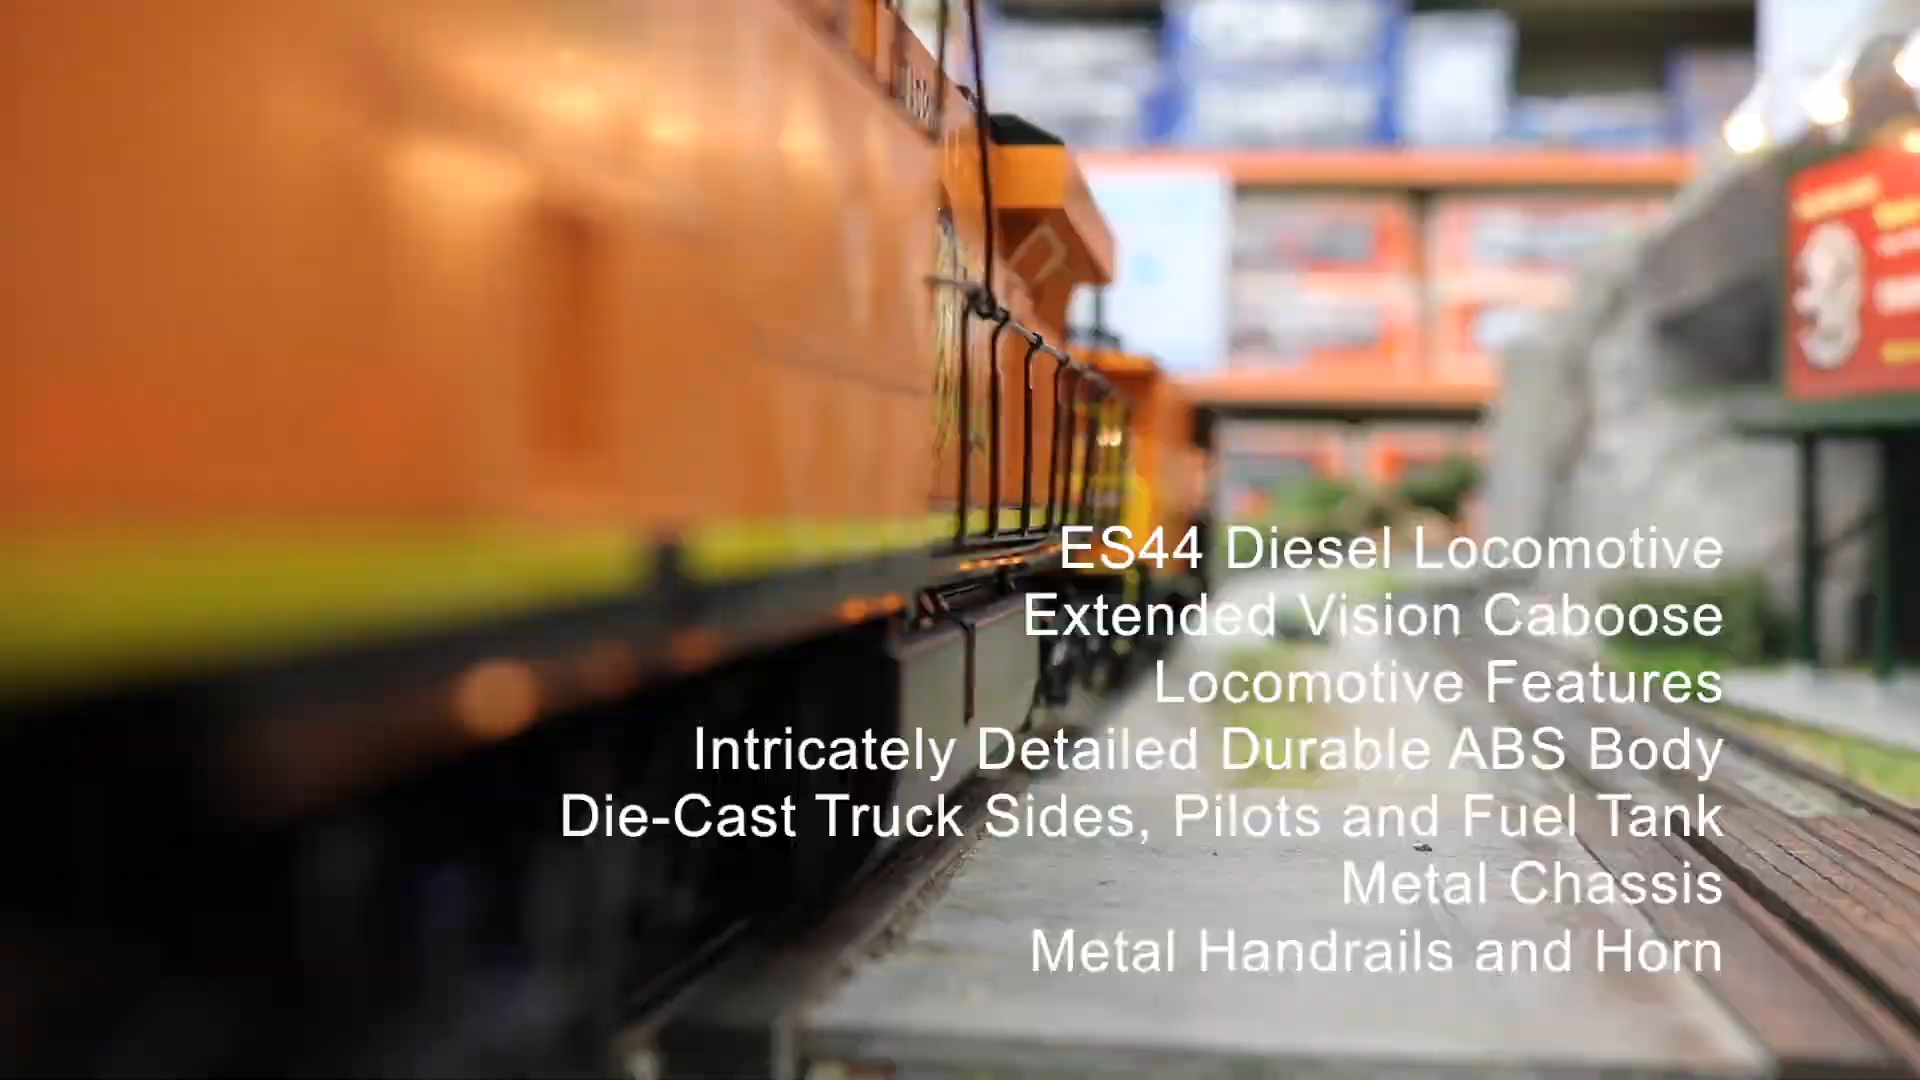 ES44 Diesel Locomotive
Extended Vision Caboose
Locomotive Features
Intricately Detailed Durable ABS Body
Die-Cast Truck Sides, Pilots and Fuel Tank
Metal Chassis
Metal Handrails and Horn